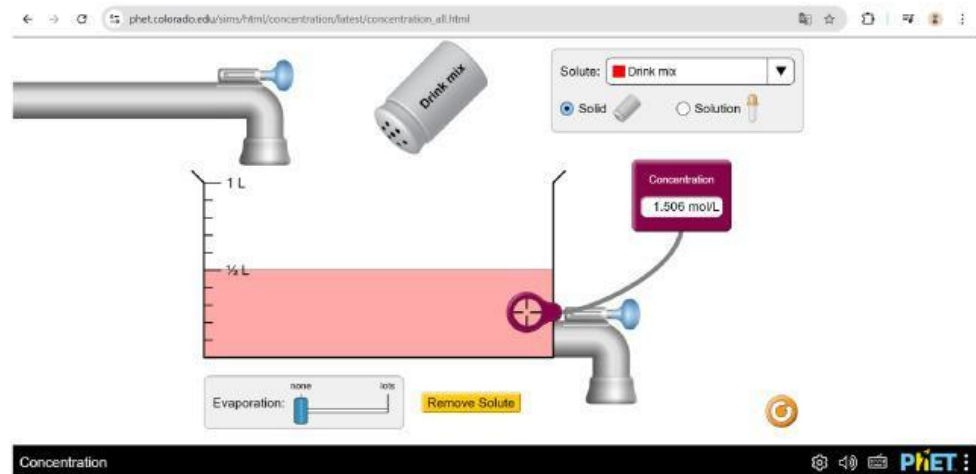 phet.colorado.edu/sims/html/concentration/latest/concentration_all.html
Drink mix
Solute: Drink mix
Solid
Solution
1 L
Concentration
1.506 mol/L
½ L
none
lots
Evaporation:
Remove Solute
Concentration
PhET